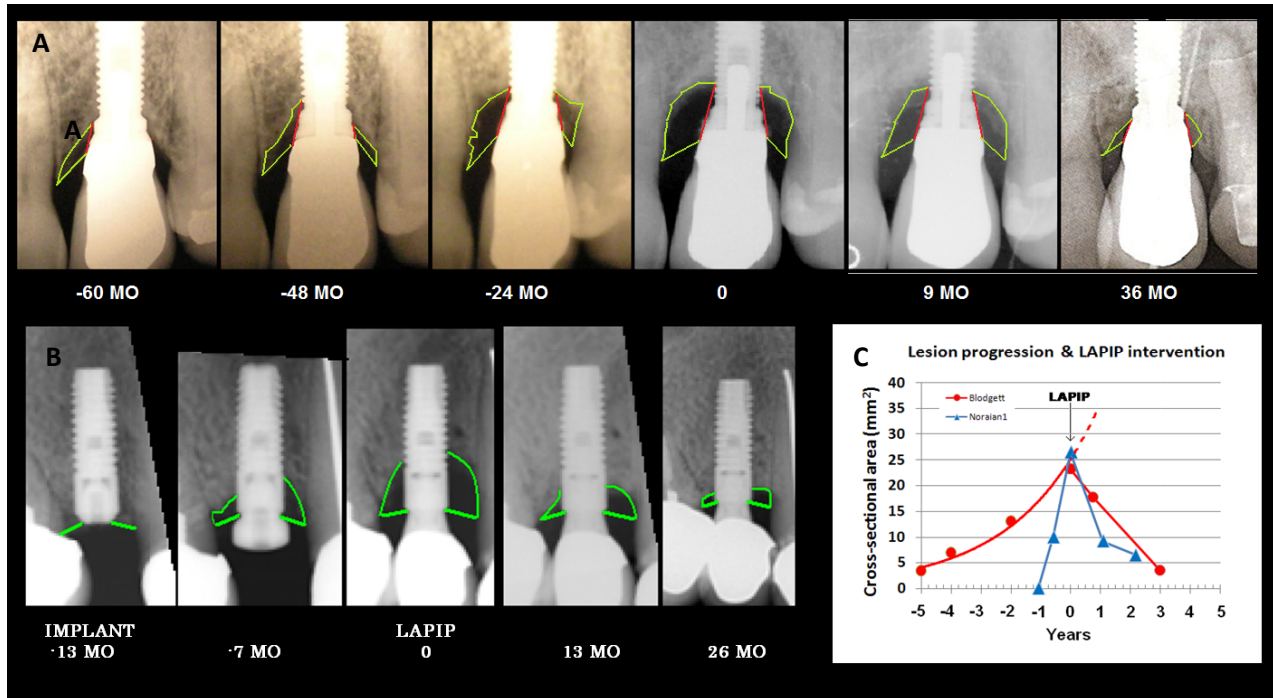 A
A
-60 MO
-48 MO
-24 MO
0
9 MO
36 MO
B
IMPLANT
-13 MO
-7 MO
LAPIP
0
13 MO
26 MO
C
Lesion progression & LAPIP intervention
Cross-sectional area (mm²)
40
35
30
25
20
15
10
5
0
Blodgett
Noraian1
LAPIP
-5 -4 -3 -2 -1 0 1 2 3 4 5
Years